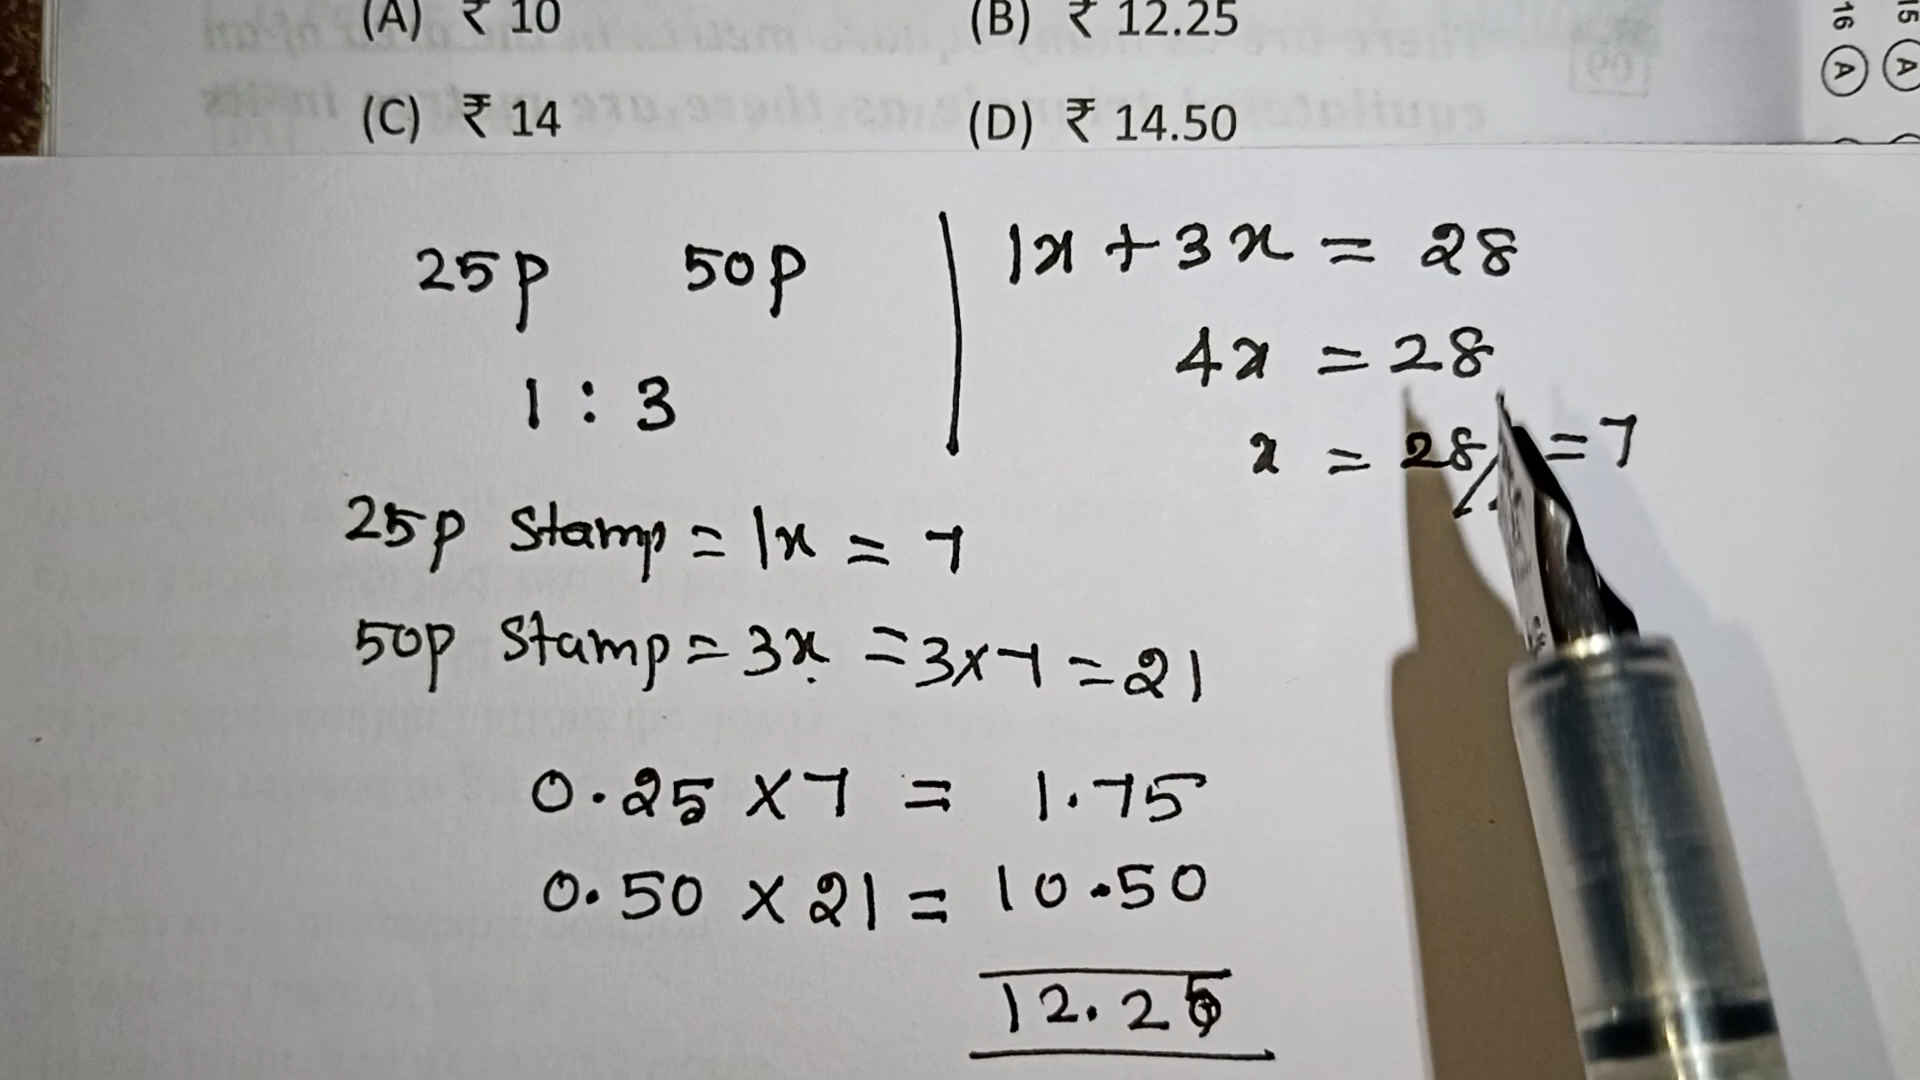 (A) ₹ 10 (B) ₹ 12.25
(C) ₹ 14 (D) ₹ 14.50
15 A
16 A
25p 50p
1 : 3
1x + 3x = 28
4x = 28
x = 28/ = 7
25p Stamp = 1x = 7
50p Stamp = 3x = 3x7 = 21
0.25 x 7 = 1.75
0.50 x 21 = 10.50
12.25